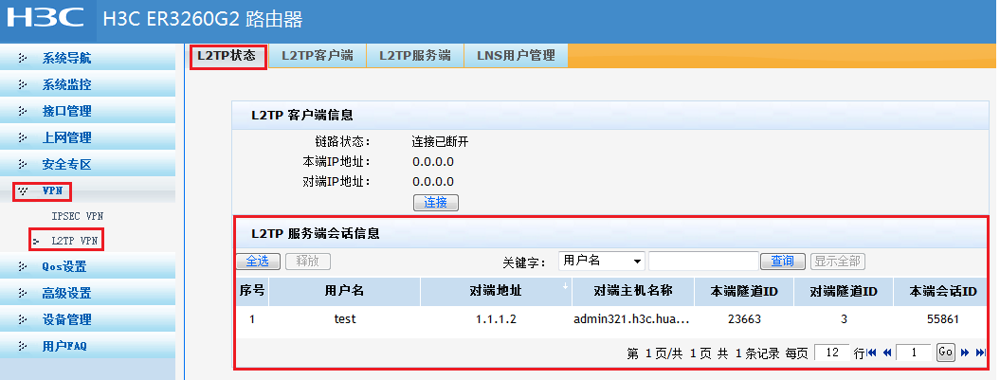 H3C H3C ER3260G2 路由器
系统导航
系统监控
接口管理
上网管理
安全专区
VPN
IPSEC VPN
L2TP VPN
Qos设置
高级设置
设备管理
用户FAQ
L2TP状态 L2TP客户端 L2TP服务端 LNS用户管理
L2TP 客户端信息
链路状态： 连接已断开
本端IP地址： 0.0.0.0
对端IP地址： 0.0.0.0
连接
L2TP 服务端会话信息
全选 释放 关键字： 用户名 查询 显示全部
序号 用户名 对端地址 对端主机名称 本端隧道ID 对端隧道ID 本端会话ID
1 test 1.1.1.2 admin321.h3c.hua... 23663 3 55861
第 1 页/共 1 页 共 1 条记录 每页 12 行 1 Go